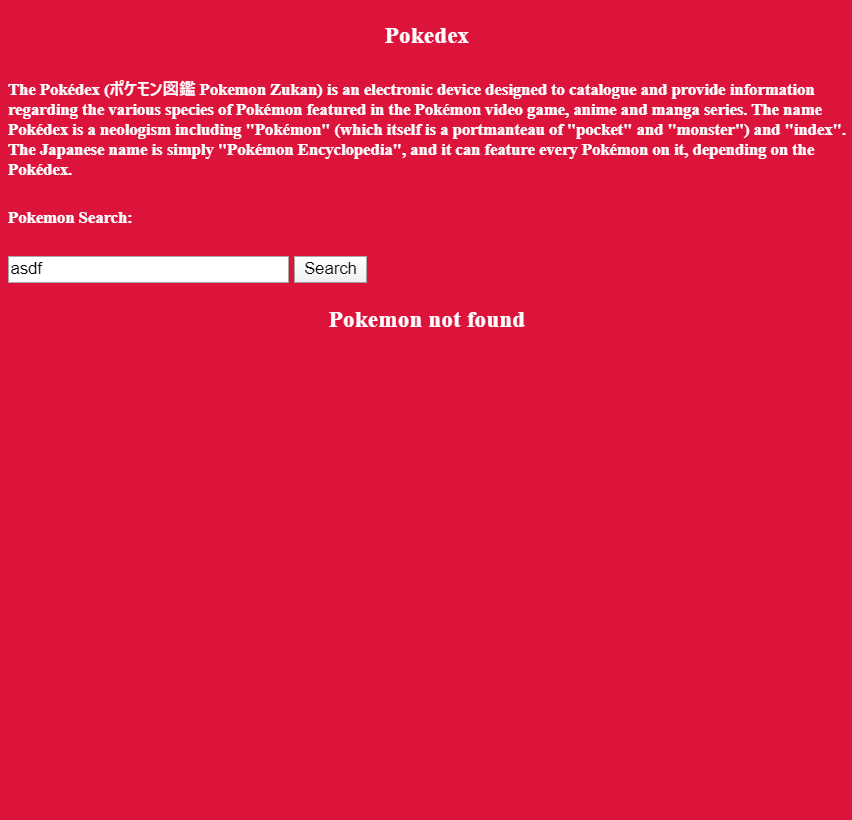 Pokedex
The Pokédex (ポケモン図鑑 Pokemon Zukan) is an electronic device designed to catalogue and provide information
regarding the various species of Pokémon featured in the Pokémon video game, anime and manga series. The name
Pokédex is a neologism including "Pokémon" (which itself is a portmanteau of "pocket" and "monster") and "index".
The Japanese name is simply "Pokémon Encyclopedia", and it can feature every Pokémon on it, depending on the
Pokédex.
Pokemon Search:
asdf Search
Pokemon not found